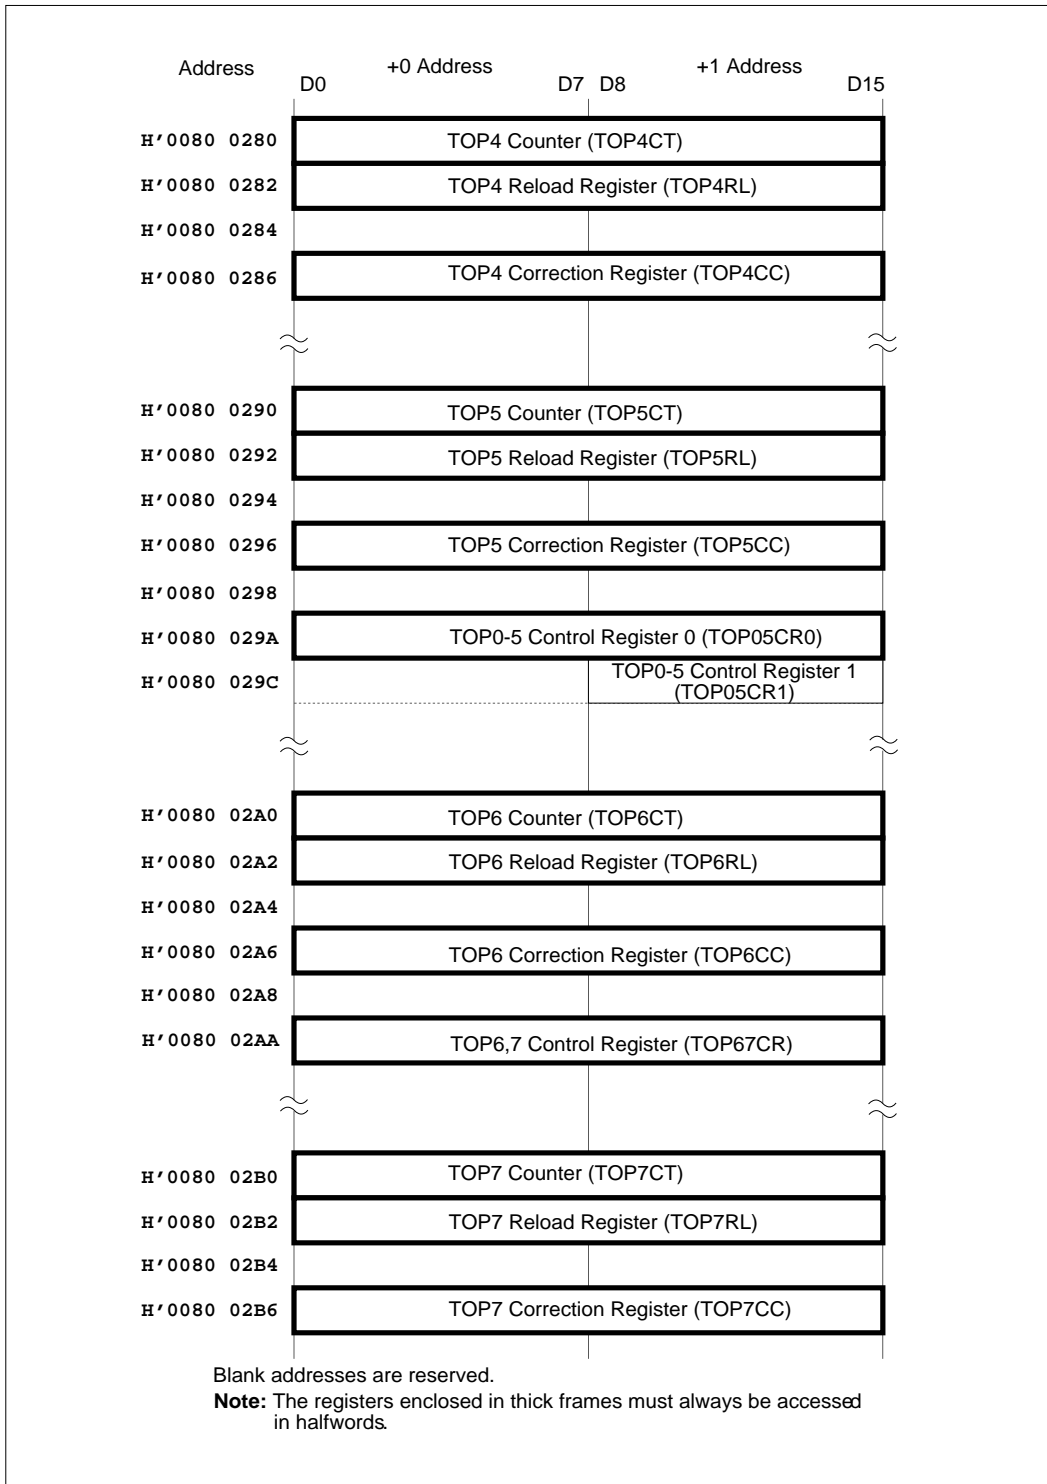 Address +0 Address +1 Address
D0 D7 D8 D15
H'0080 0280 TOP4 Counter (TOP4CT)
H'0080 0282 TOP4 Reload Register (TOP4RL)
H'0080 0284
H'0080 0286 TOP4 Correction Register (TOP4CC)
H'0080 0290 TOP5 Counter (TOP5CT)
H'0080 0292 TOP5 Reload Register (TOP5RL)
H'0080 0294
H'0080 0296 TOP5 Correction Register (TOP5CC)
H'0080 0298
H'0080 029A TOP0-5 Control Register 0 (TOP05CR0)
H'0080 029C TOP0-5 Control Register 1
(TOP05CR1)
H'0080 02A0 TOP6 Counter (TOP6CT)
H'0080 02A2 TOP6 Reload Register (TOP6RL)
H'0080 02A4
H'0080 02A6 TOP6 Correction Register (TOP6CC)
H'0080 02A8
H'0080 02AA TOP6,7 Control Register (TOP67CR)
H'0080 02B0 TOP7 Counter (TOP7CT)
H'0080 02B2 TOP7 Reload Register (TOP7RL)
H'0080 02B4
H'0080 02B6 TOP7 Correction Register (TOP7CC)
Blank addresses are reserved.
Note: The registers enclosed in thick frames must always be accessed
in halfwords.